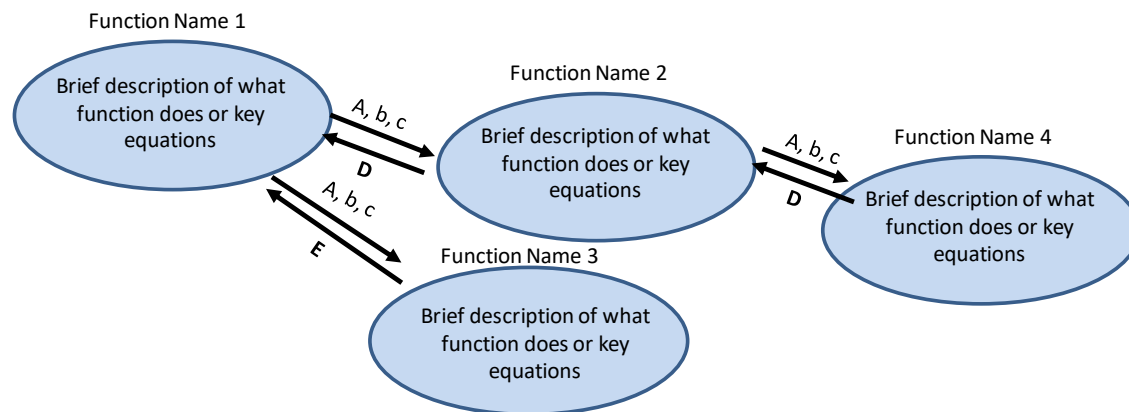 Function Name 1
Brief description of what
function does or key
equations
A, b, c
D
Function Name 2
Brief description of what
function does or key
equations
A, b, c
D
Function Name 4
Brief description of what
function does or key
equations
A, b, c
E
Function Name 3
Brief description of what
function does or key
equations